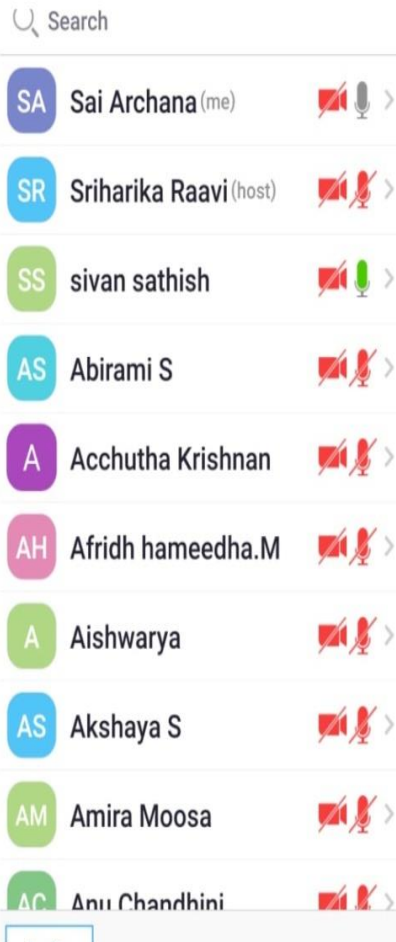 Search
SA Sai Archana (me)
SR Sriharika Raavi (host)
SS sivan sathish
AS Abirami S
A Acchutha Krishnan
AH Afridh hameedha.M
A Aishwarya
AS Akshaya S
AM Amira Moosa
AC Anu Chandhini